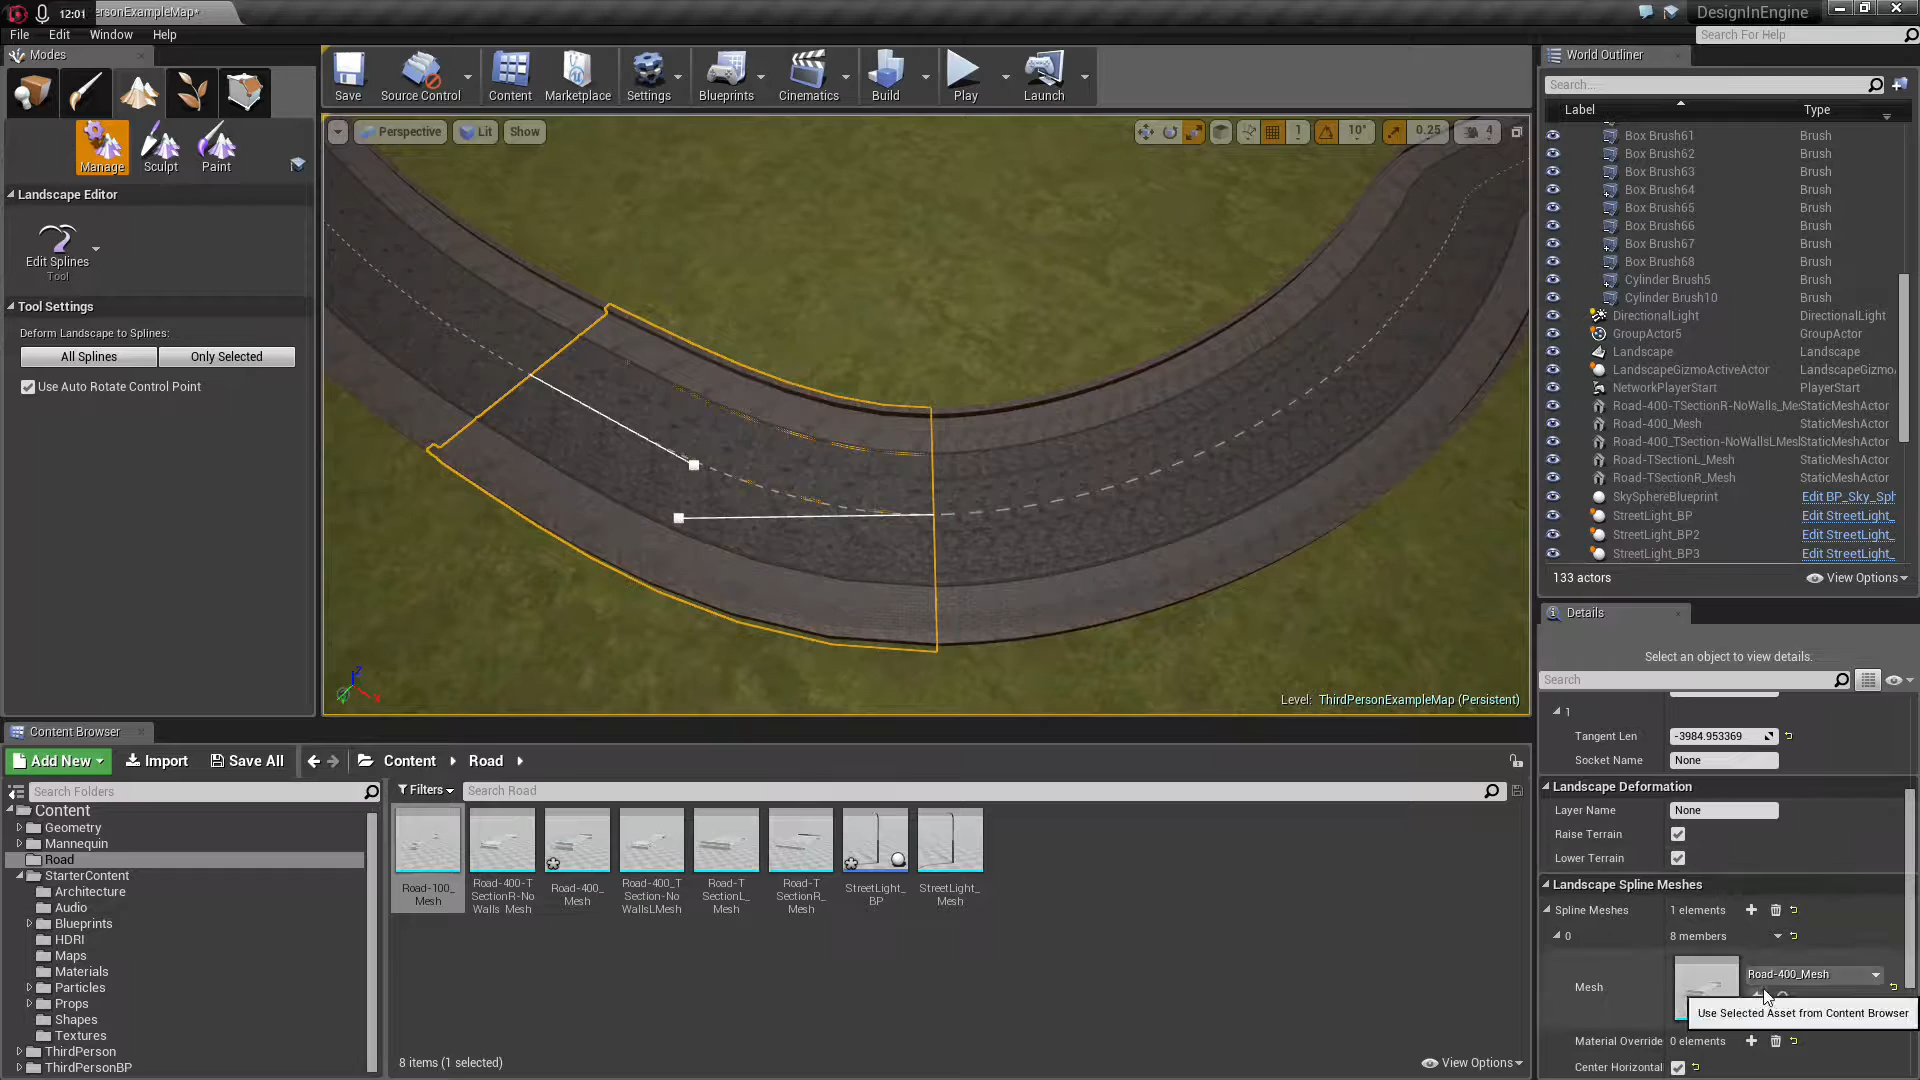 12:01
ersonExampleMap*
DesignInEngine
File Edit Window Help
Search For Help
Modes
Manage Sculpt Paint
Landscape Editor
Edit Splines
Tool
Tool Settings
Deform Landscape to Splines:
All Splines Only Selected
Use Auto Rotate Control Point
Save Source Control Content Marketplace Settings Blueprints Cinematics Build Play Launch
Perspective Lit Show
1 10° 0.25 4
Level: ThirdPersonExampleMap (Persistent)
World Outliner
Search...
Label Type
Box Brush61 Brush
Box Brush62 Brush
Box Brush63 Brush
Box Brush64 Brush
Box Brush65 Brush
Box Brush66 Brush
Box Brush67 Brush
Box Brush68 Brush
Cylinder Brush5 Brush
Cylinder Brush10 Brush
DirectionalLight DirectionalLight
GroupActor5 GroupActor
Landscape Landscape
LandscapeGizmoActiveActor LandscapeGizmo
NetworkPlayerStart PlayerStart
Road-400-TSectionR-NoWalls_Me StaticMeshActor
Road-400_Mesh StaticMeshActor
Road-400_TSection-NoWallsLMesl StaticMeshActor
Road-TSectionL_Mesh StaticMeshActor
Road-TSectionR_Mesh StaticMeshActor
SkySphereBlueprint Edit BP_Sky_Sph
StreetLight_BP Edit StreetLight_
StreetLight_BP2 Edit StreetLight_
StreetLight_BP3 Edit StreetLight_
133 actors View Options
Details
Select an object to view details.
Search
1
Tangent Len -3984.953369
Socket Name None
Landscape Deformation
Layer Name None
Raise Terrain
Lower Terrain
Landscape Spline Meshes
Spline Meshes 1 elements
0 8 members
Mesh Road-400_Mesh
Use Selected Asset from Content Browser
Material Override 0 elements
Center Horizontal
Content Browser
Add New Import Save All Content Road
Search Folders
Filters Search Road
Content
Geometry
Mannequin
Road
StarterContent
Architecture
Audio
Blueprints
HDRI
Maps
Materials
Particles
Props
Shapes
Textures
ThirdPerson
ThirdPersonBP
Road-100_
Mesh
Road-400-T
SectionR-No
Walls_Mesh
Road-400_
Mesh
Road-400_T
Section-No
WallsLMesh
Road-T
SectionL_
Mesh
Road-T
SectionR_
Mesh
StreetLight_
BP
StreetLight_
Mesh
8 items (1 selected) View Options